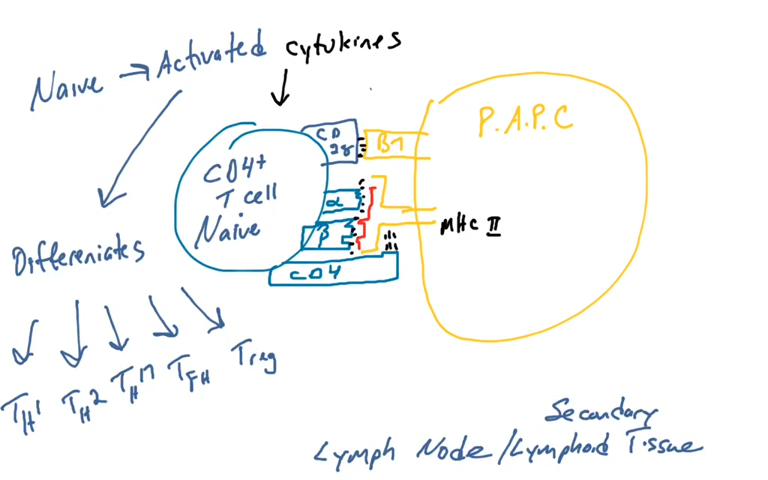 Naive → Activated
Cytokines
P.A.P.C
CD
28
B7
CD4+
T cell
Naive
α
β
CD4
MHC II
Differeniates
TH1
TH2
TH17
TFH
Treg
Secondary
Lymph Node/Lymphoid Tissue